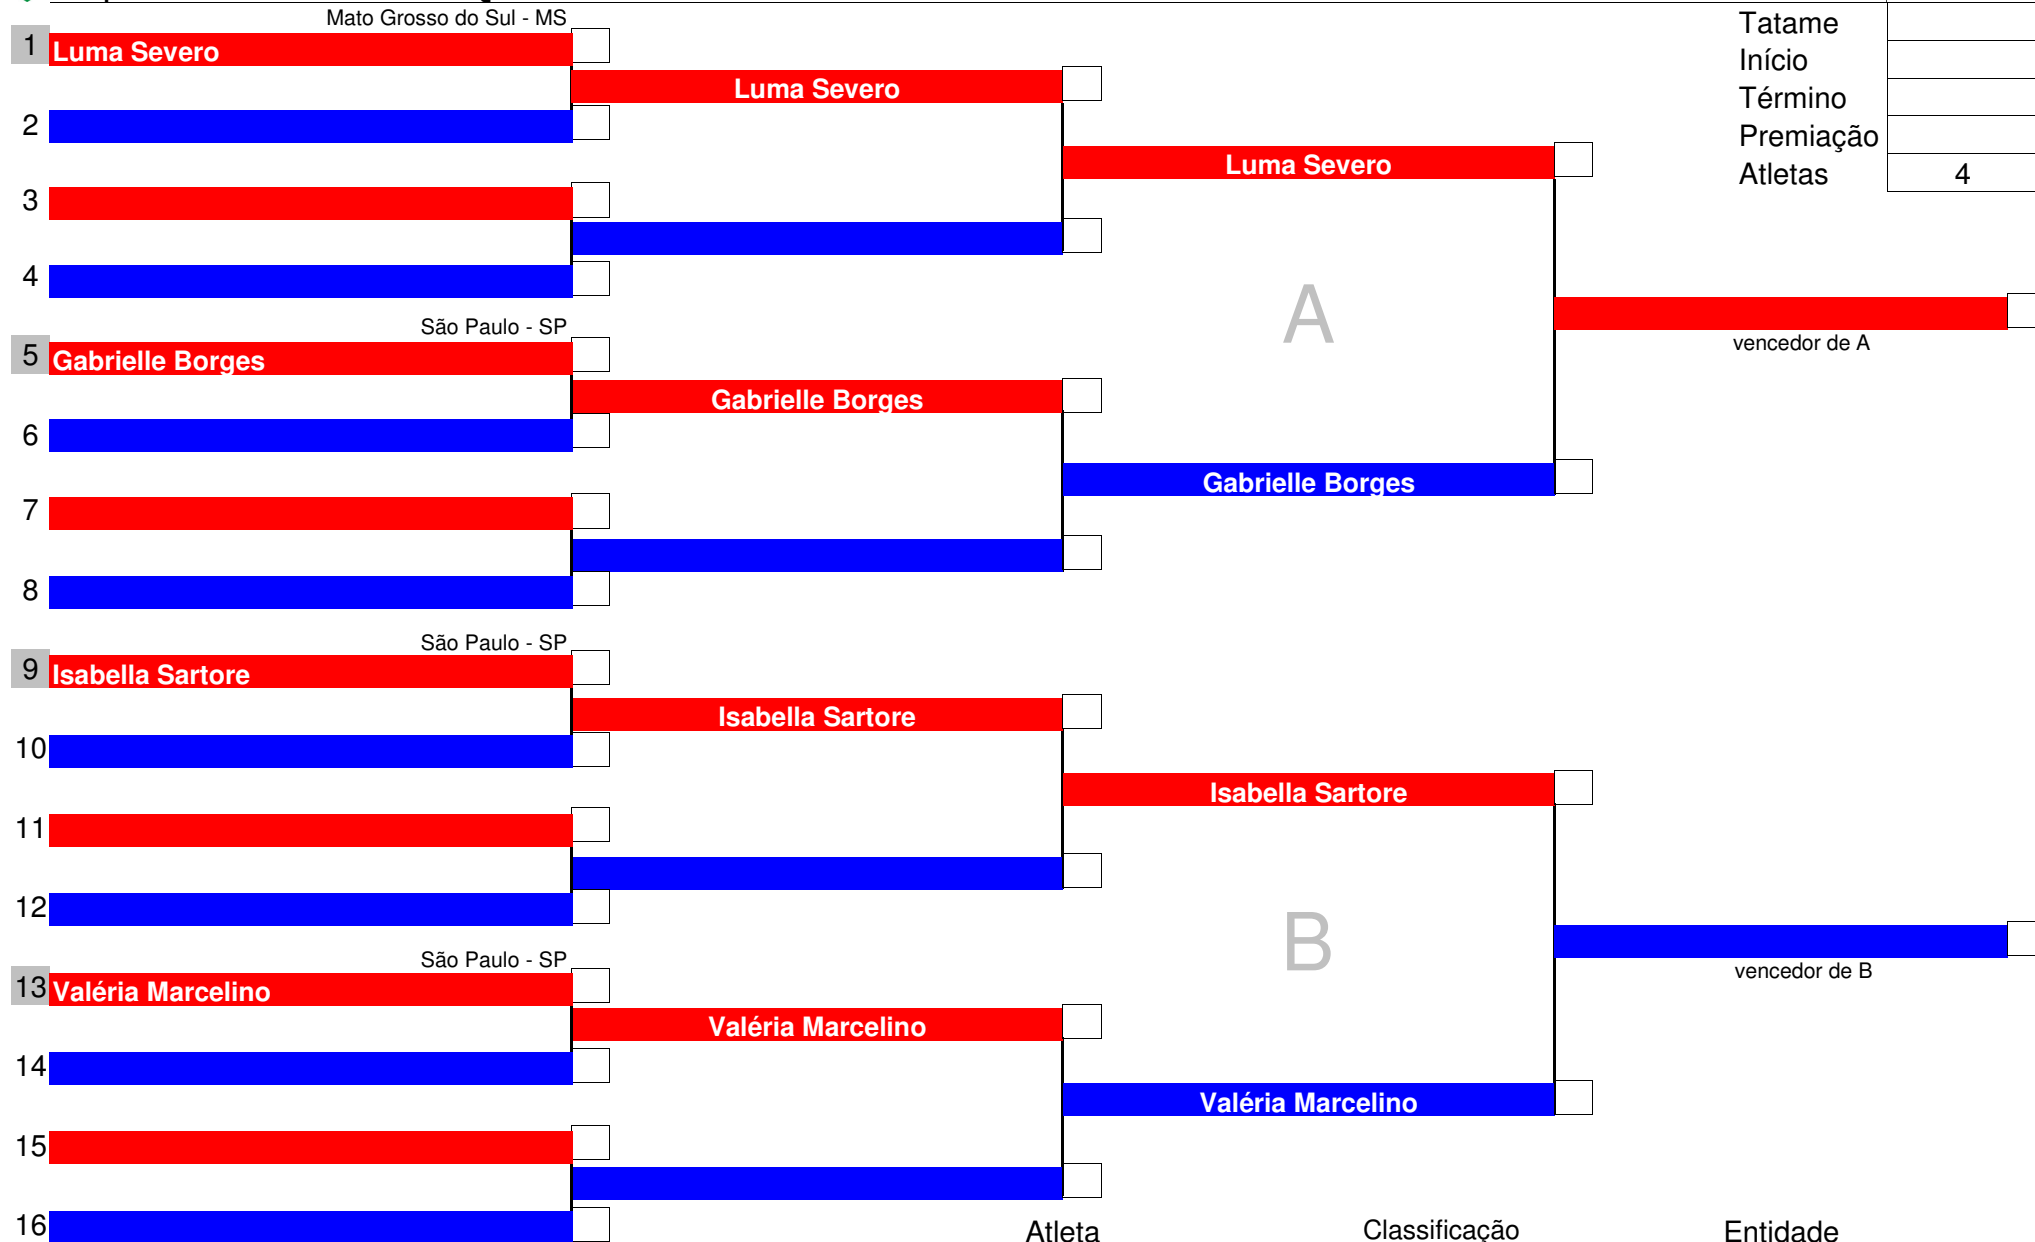 Mato Grosso do Sul - MS
Tatame
1 Luma Severo
Início
Luma Severo
Término
2
Premiação
Luma Severo
Atletas 4
3
4
A
São Paulo - SP
vencedor de A
5 Gabrielle Borges
Gabrielle Borges
6
Gabrielle Borges
7
8
São Paulo - SP
9 Isabella Sartore
Isabella Sartore
10
Isabella Sartore
11
12
B
São Paulo - SP
vencedor de B
13 Valéria Marcelino
Valéria Marcelino
14
Valéria Marcelino
15
16
Atleta Classificação Entidade